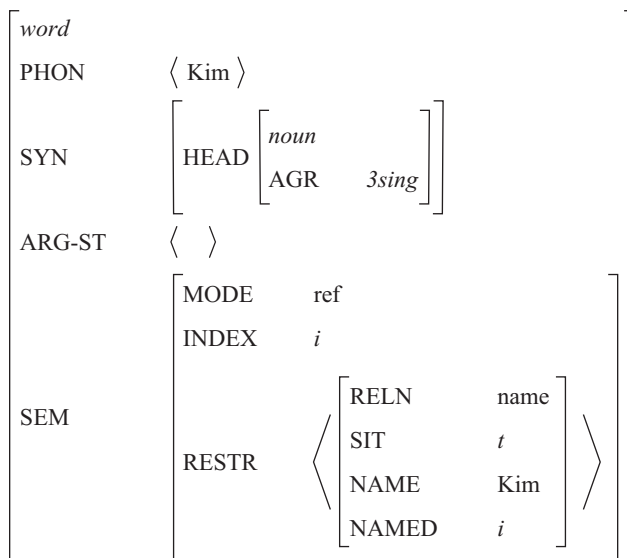 word
PHON ⟨ Kim ⟩
SYN [HEAD [noun
AGR 3sing]]
ARG-ST ⟨ ⟩
SEM [MODE ref
INDEX i
RESTR ⟨[RELN name
SIT t
NAME Kim
NAMED i]⟩